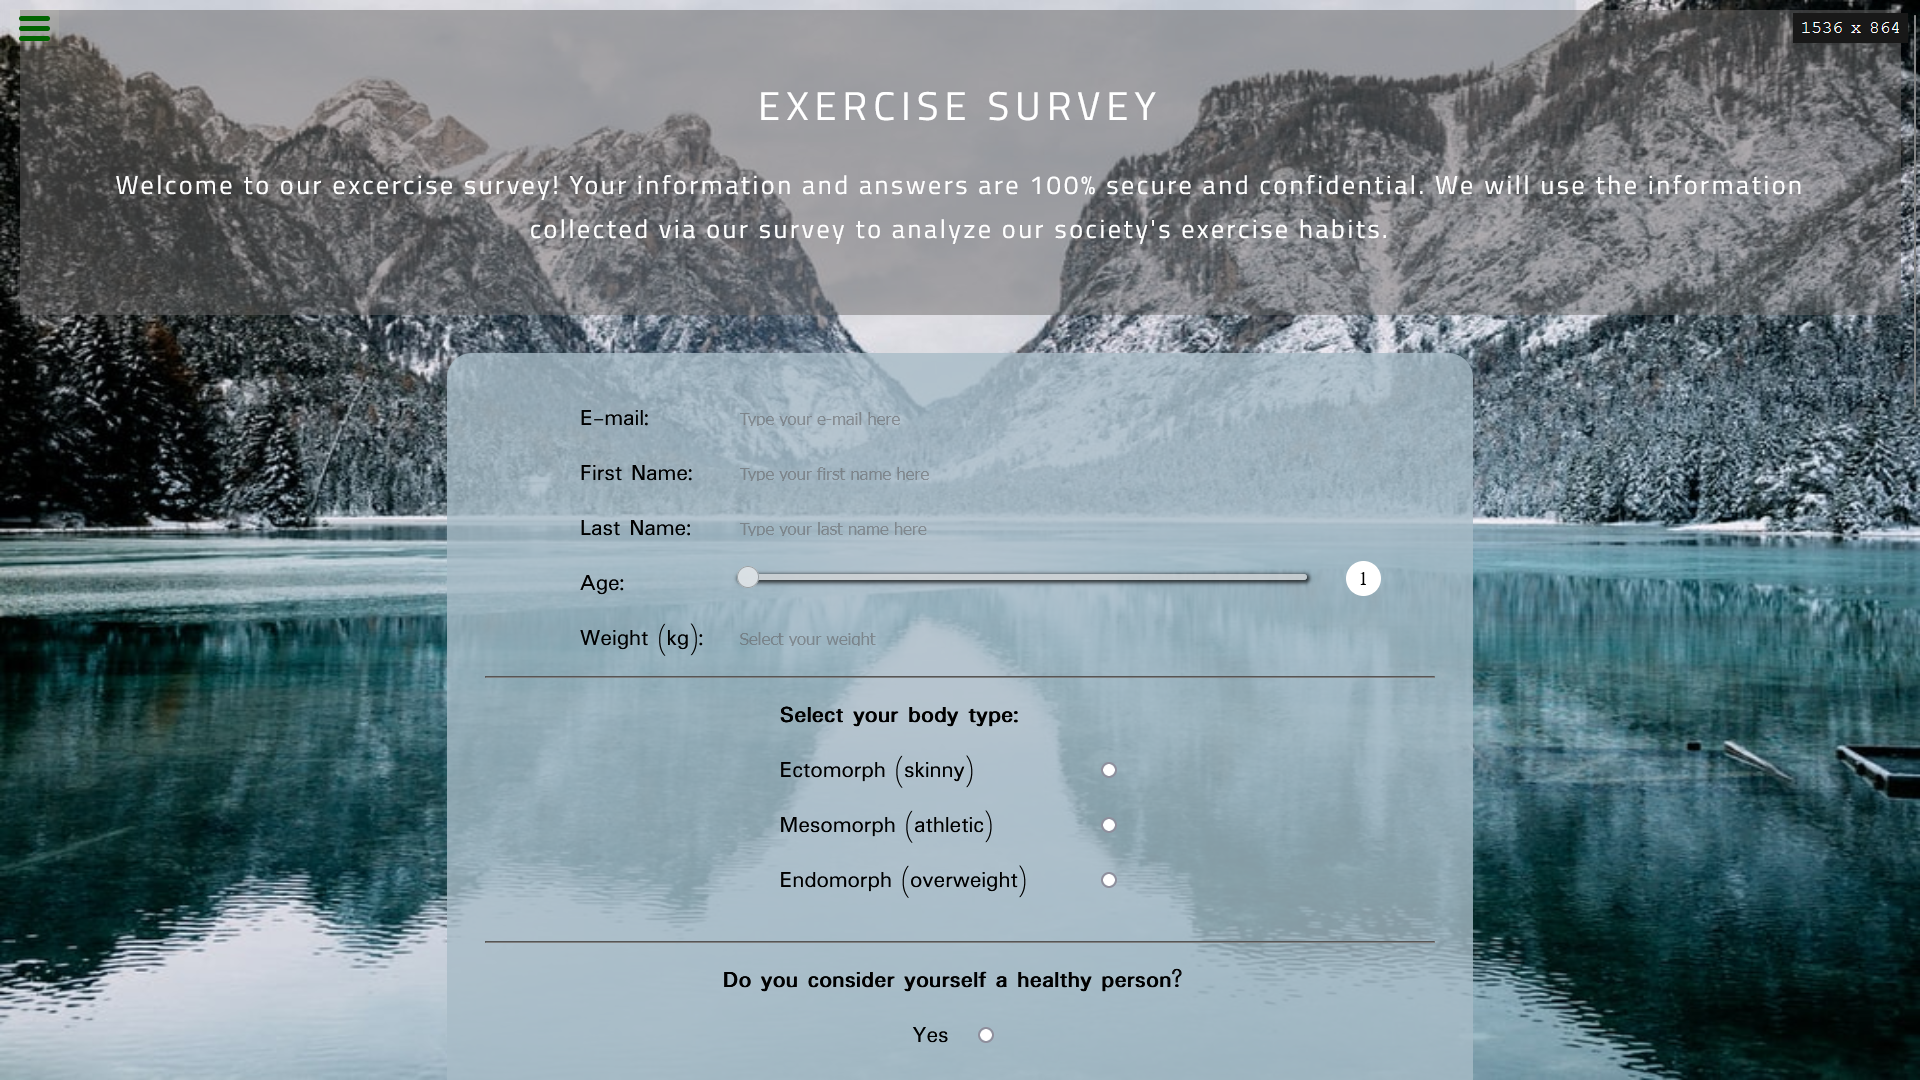 1536 x 864
EXERCISE SURVEY
Welcome to our excercise survey! Your information and answers are 100% secure and confidential. We will use the information
collected via our survey to analyze our society's exercise habits.
E-mail: Type your e-mail here
First Name: Type your first name here
Last Name: Type your last name here
Age: 1
Weight (kg): Select your weight
Select your body type:
Ectomorph (skinny)
Mesomorph (athletic)
Endomorph (overweight)
Do you consider yourself a healthy person?
Yes